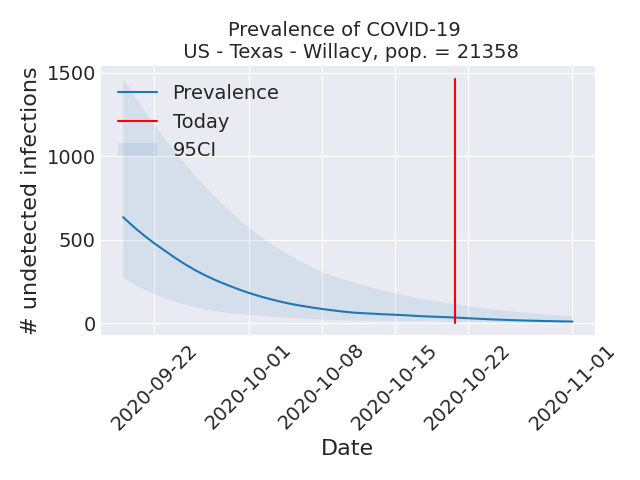 Prevalence of COVID-19
US - Texas - Willacy, pop. = 21358
# undetected infections
1500
1000
500
0
Prevalence
Today
95CI
2020-09-22
2020-10-01
2020-10-08
2020-10-15
2020-10-22
2020-11-01
Date